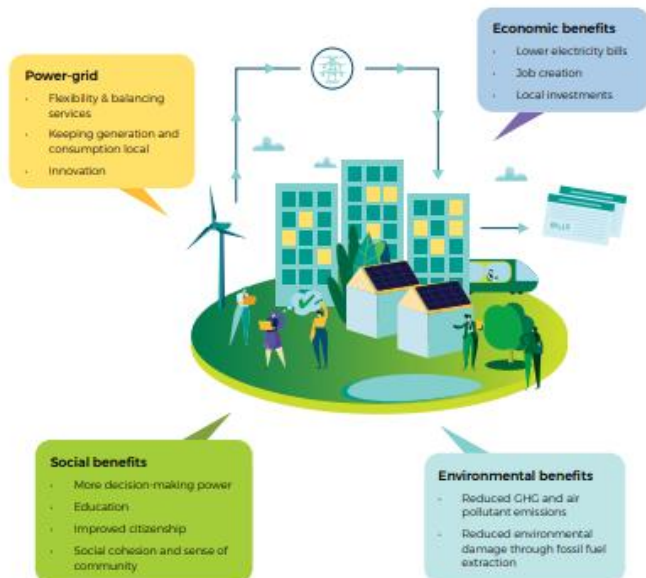 Economic benefits
· Lower electricity bills
· Job creation
· Local investments
Power-grid
· Flexibility & balancing
services
· Keeping generation and
consumption local
· Innovation
BILLS
Social benefits
· More decision-making power
· Education
· Improved citizenship
· Social cohesion and sense of
community
Environmental benefits
· Reduced GHG and air
pollutant emissions
· Reduced environmental
damage through fossil fuel
extraction